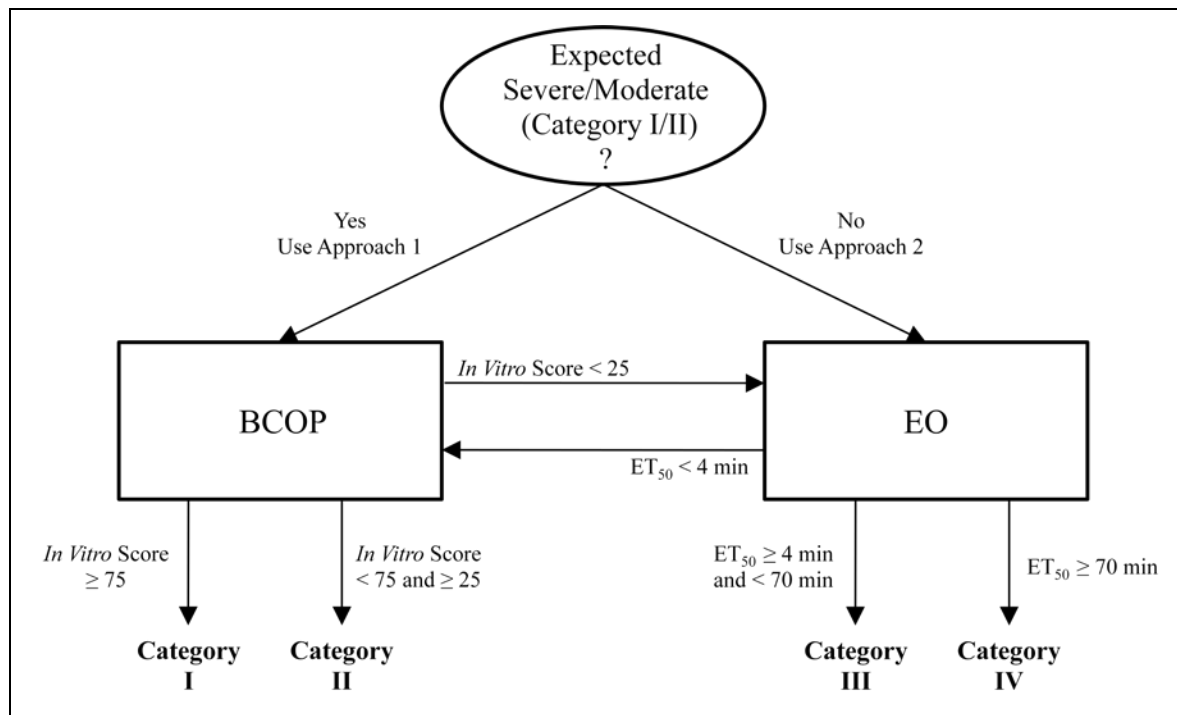 Expected
Severe/Moderate
(Category I/II)
?
Yes
Use Approach 1
No
Use Approach 2
BCOP
In Vitro Score < 25
ET50 < 4 min
EO
In Vitro Score
≥ 75
In Vitro Score
< 75 and ≥ 25
ET50 ≥ 4 min
and < 70 min
ET50 ≥ 70 min
Category
I
Category
II
Category
III
Category
IV